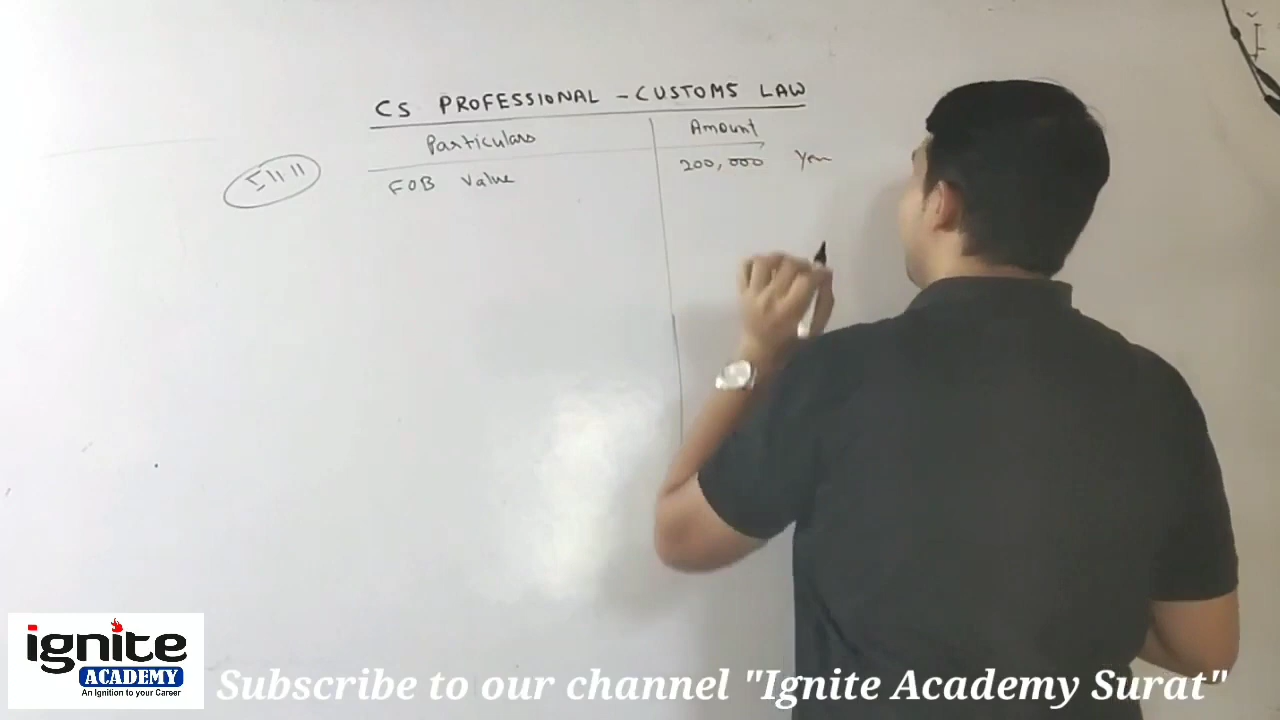 CS PROFESSIONAL - CUSTOMS LAW
Particulars Amount
FOB Value 200,000 Yen
ignite
ACADEMY
An Ignition to your Career
Subscribe to our channel "Ignite Academy Surat"